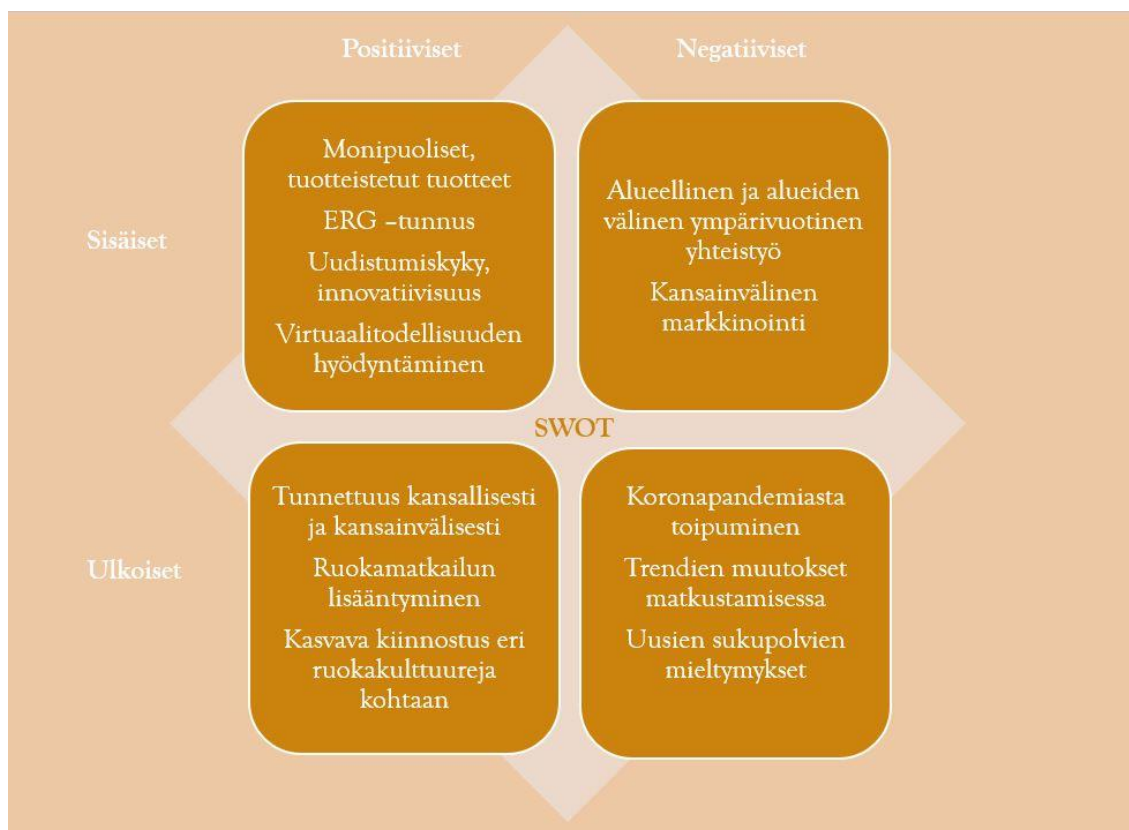 Positiiviset
Negatiiviset
Sisäiset
Monipuoliset,
tuotteistetut tuotteet
ERG –tunnus
Uudistumiskyky,
innovatiivisuus
Virtuaalitodellisuuden
hyödyntäminen
Alueellinen ja alueiden
välinen ympärivuotinen
yhteistyö
Kansainvälinen
markkinointi
SWOT
Ulkoiset
Tunnettuus kansallisesti
ja kansainvälisesti
Ruokamatkailun
lisääntyminen
Kasvava kiinnostus eri
ruokakulttuureja
kohtaan
Koronapandemiasta
toipuminen
Trendien muutokset
matkustamisessa
Uusien sukupolvien
mieltymykset